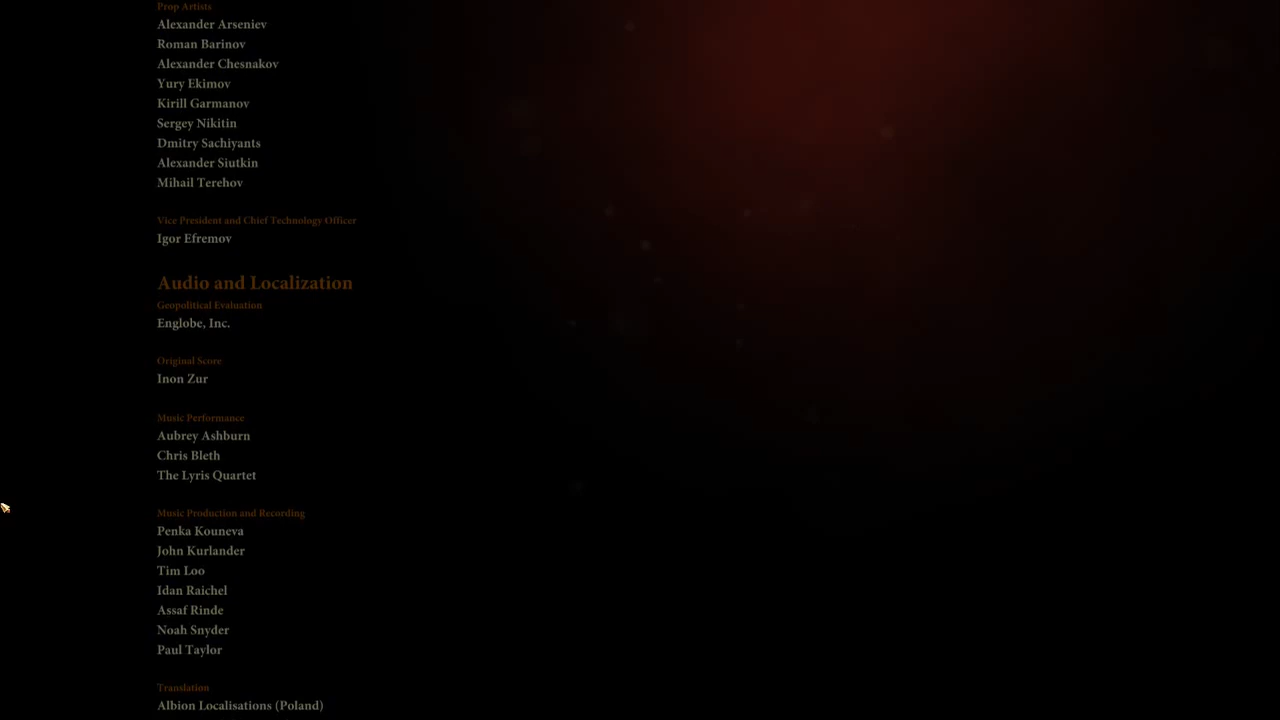 Prop Artists
Alexander Arseniev
Roman Barinov
Alexander Chesnakov
Yury Ekimov
Kirill Garmanov
Sergey Nikitin
Dmitry Sachiyants
Alexander Siutkin
Mihail Terehov
Vice President and Chief Technology Officer
Igor Efremov
Audio and Localization
Geopolitical Evaluation
Englobe, Inc.
Original Score
Inon Zur
Music Performance
Aubrey Ashburn
Chris Bleth
The Lyris Quartet
Music Production and Recording
Penka Kouneva
John Kurlander
Tim Loo
Idan Raichel
Assaf Rinde
Noah Snyder
Paul Taylor
Translation
Albion Localisations (Poland)